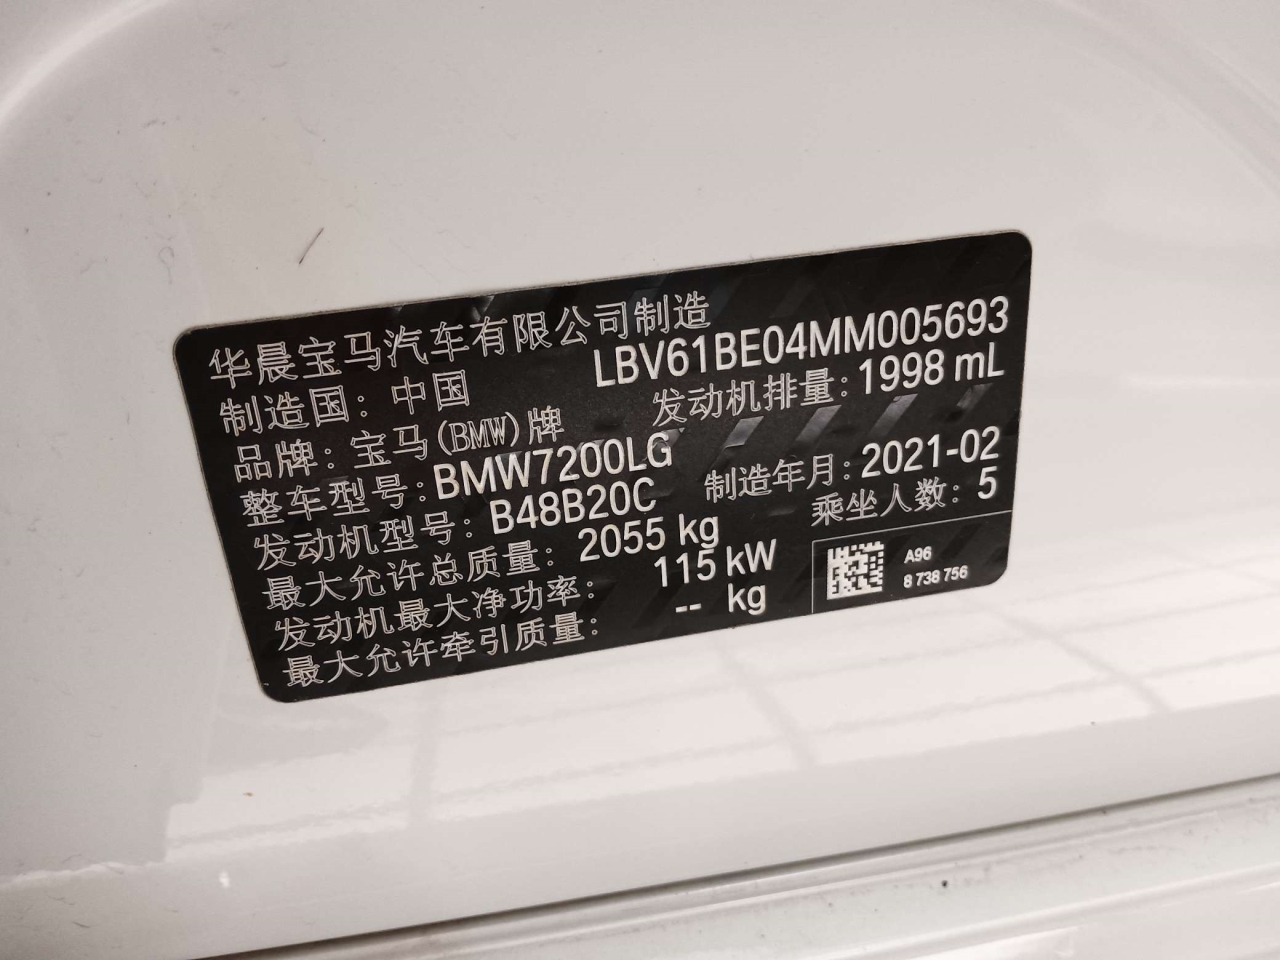 华晨宝马汽车有限公司制造
制造国：中国 LBV61BE04MM005693
品牌：宝马(BMW)牌 发动机排量：1998 mL
整车型号：BMW7200LG
发动机型号：B48B20C 制造年月：2021-02
最大允许总质量：2055 kg 乘坐人数：5
发动机最大净功率：115 kW
最大允许牵引质量：-- kg
A96
8 738 756